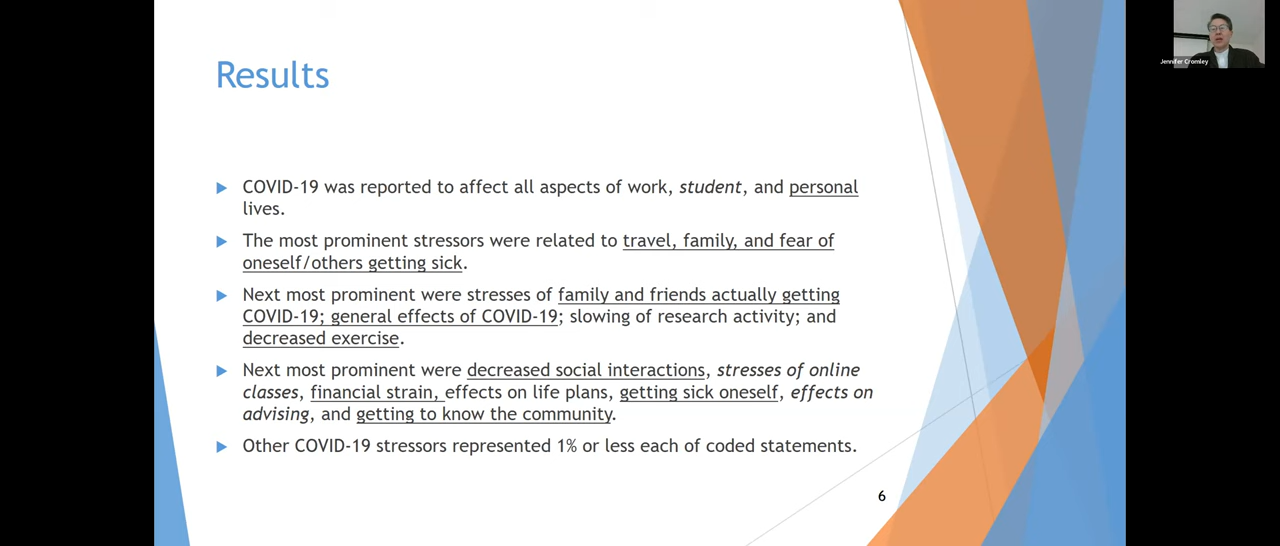 Results
COVID-19 was reported to affect all aspects of work, student, and personal
lives.
The most prominent stressors were related to travel, family, and fear of
oneself/others getting sick.
Next most prominent were stresses of family and friends actually getting
COVID-19; general effects of COVID-19; slowing of research activity; and
decreased exercise.
Next most prominent were decreased social interactions, stresses of online
classes, financial strain, effects on life plans, getting sick oneself, effects on
advising, and getting to know the community.
Other COVID-19 stressors represented 1% or less each of coded statements.
6
Jennifer Cromley